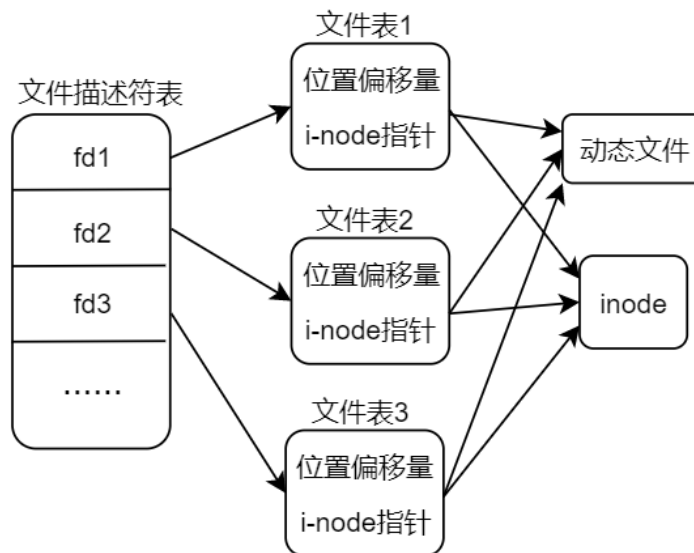 文件描述符表
fd1
fd2
fd3
……
文件表1
位置偏移量
i-node指针
文件表2
位置偏移量
i-node指针
文件表3
位置偏移量
i-node指针
动态文件
inode